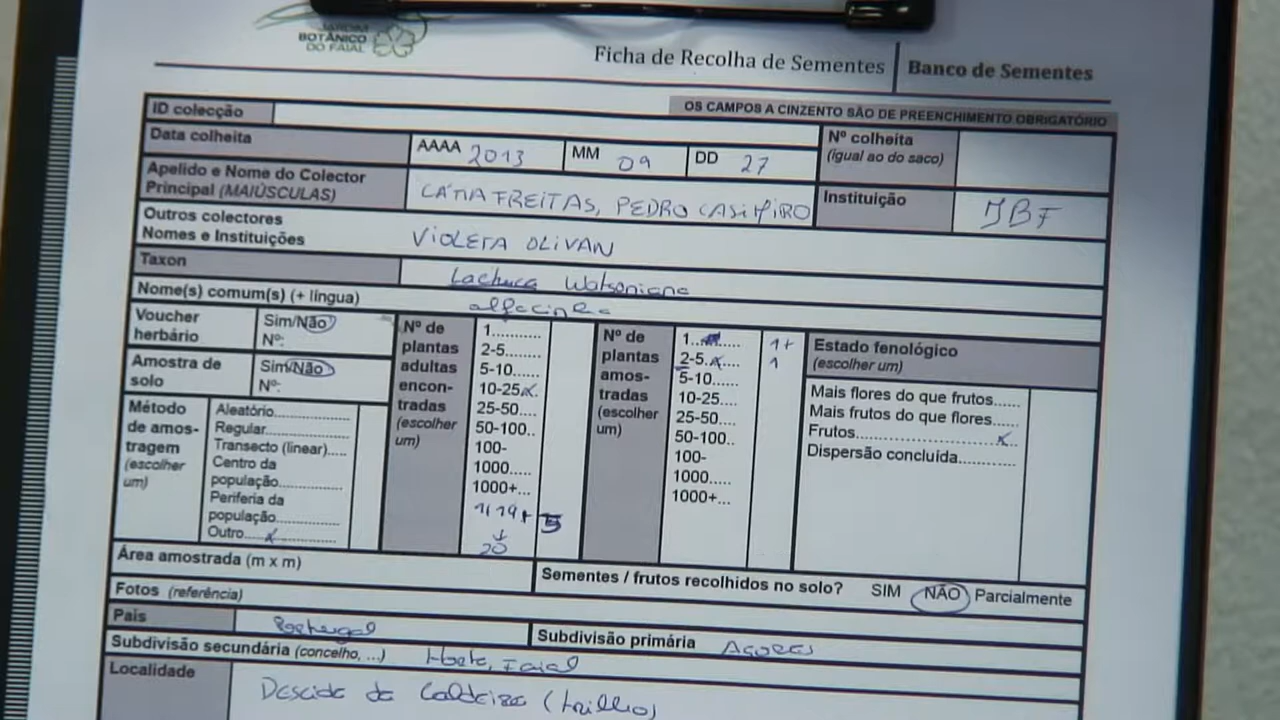 JARDIM
BOTÂNICO
DO FAIAL
Ficha de Recolha de Sementes
Banco de Sementes
OS CAMPOS A CINZENTO SÃO DE PREENCHIMENTO OBRIGATÓRIO
ID colecção
Data colheita AAAA 2013 MM 09 DD 27
Nº colheita
(igual ao do saco)
Apelido e Nome do Colector
Principal (MAIÚSCULAS)
CÁTIA FREITAS, PEDRO CASIMIRO
Instituição JBF
Outros colectores
Nomes e Instituições
VIOLETA OLIVAN
Taxon Lactuca Watsoniana
Nome(s) comum(s) (+ língua) alfacinha
Voucher
herbário
Sim/Não
Nº:
Amostra de
solo
Sim/Não
Nº:
Método
de amos-
tragem
(escolher
um)
Aleatório
Regular
Transecto (linear)
Centro da
população
Periferia da
população
Outro x
Nº de
plantas
adultas
encon-
tradas
(escolher
um)
1
2-5
5-10
10-25 x
25-50
50-100
100-
1000
1000+
1/19+ 5
↓
20
Nº de
plantas
amos-
tradas
(escolher
um)
1
2-5 x
5-10
10-25
25-50
50-100
100-
1000
1000+
1+
1
Estado fenológico
(escolher um)
Mais flores do que frutos
Mais frutos do que flores
Frutos x
Dispersão concluída
Área amostrada (m x m)
Sementes / frutos recolhidos no solo? SIM NÃO Parcialmente
Fotos (referência)
País Portugal
Subdivisão primária Açores
Subdivisão secundária (concelho, ...) Horta, Faial
Localidade Descida da Caldeira (trilho)